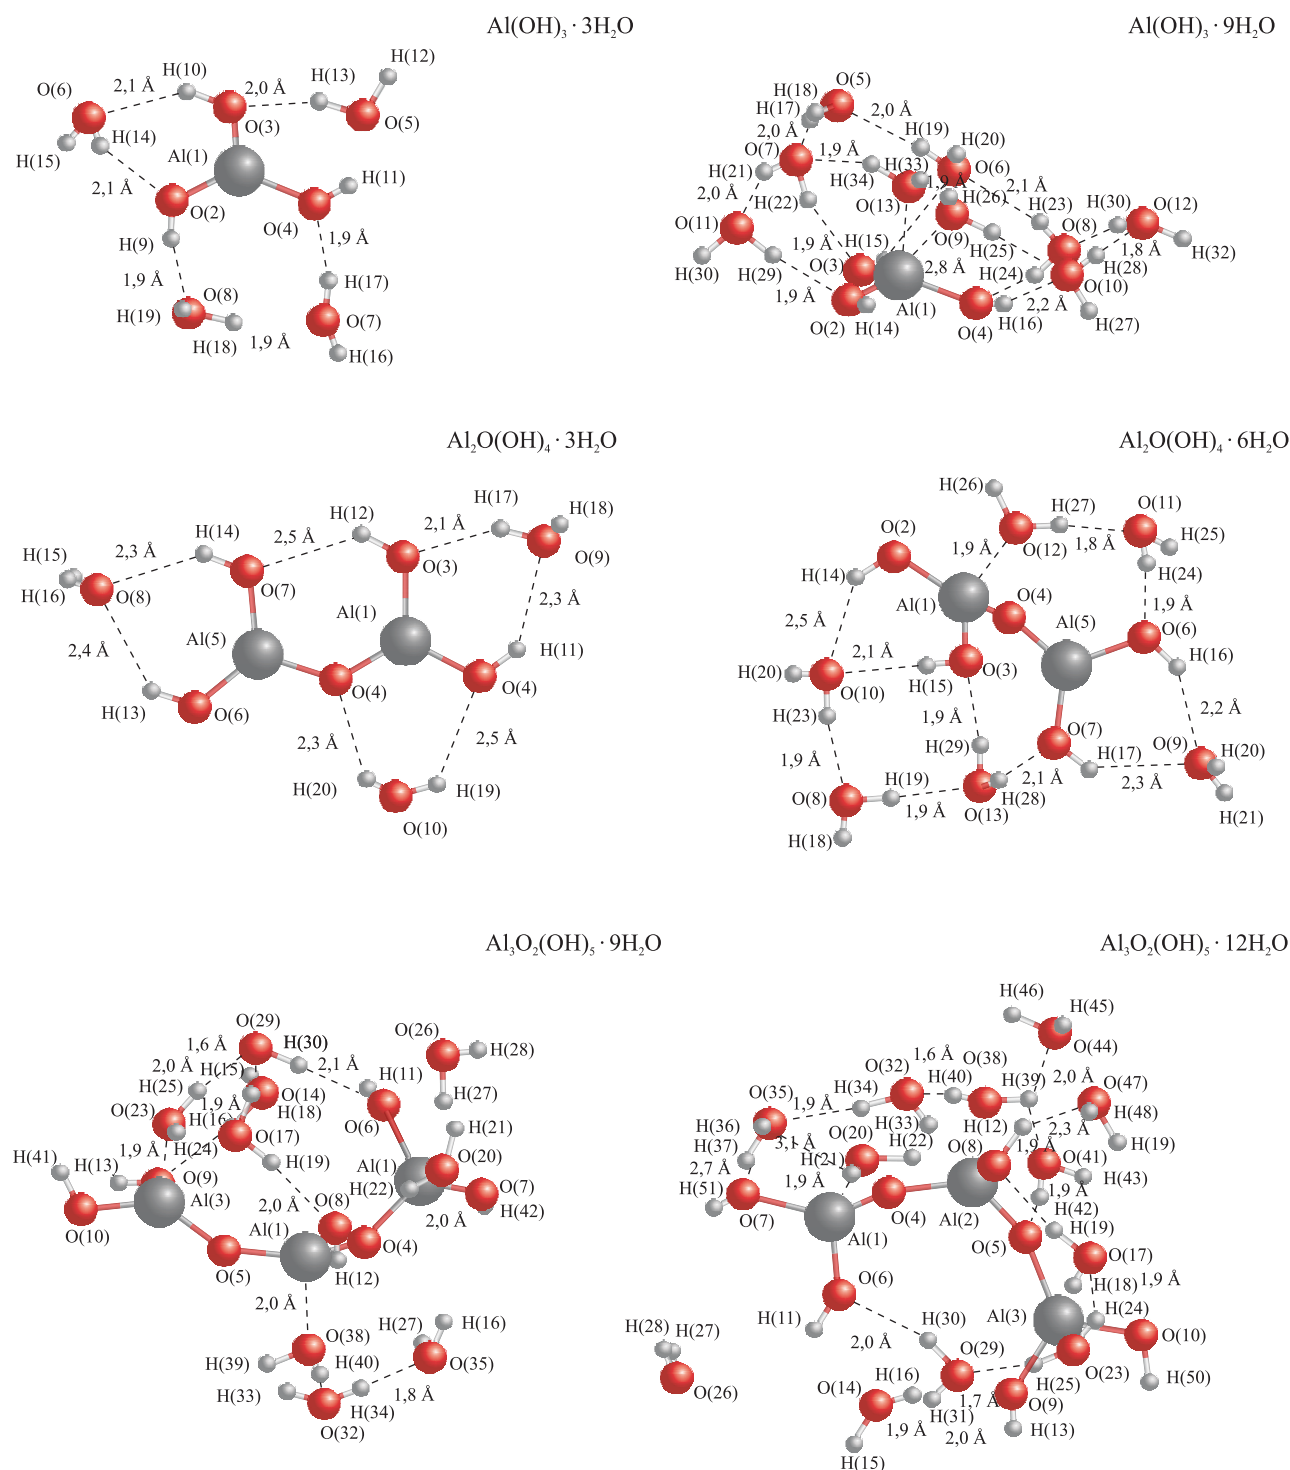 Al(OH)₃ · 3H₂O
H(12)
H(10)
H(13)
2,1 Å
2,0 Å
O(6)
O(3)
O(5)
H(14)
Al(1)
H(15)
H(11)
2,1 Å
O(2)
O(4)
H(9)
1,9 Å
1,9 Å
O(8)
H(17)
H(19)
O(7)
H(18)
1,9 Å
H(16)
Al(OH)₃ · 9H₂O
O(5)
H(18)
H(17)
2,0 Å
H(19)
2,0 Å
H(20)
O(7)
1,9 Å
H(33)
O(6)
H(21)
H(34)
1,9 Å
2,1 Å
2,0 Å
H(22)
O(13)
H(26)
H(23)
H(30)
O(12)
O(11)
O(9)
O(8)
1,9 Å
H(15)
H(25)
1,8 Å
H(32)
H(30)
H(29)
O(3)
2,8 Å
H(24)
H(28)
O(10)
1,9 Å
O(2)
H(14)
Al(1)
O(4)
H(16)
2,2 Å
H(27)
Al₂O(OH)₄ · 3H₂O
H(17)
H(18)
H(12)
2,1 Å
H(14)
2,5 Å
H(15)
2,3 Å
O(3)
O(9)
H(16)
O(8)
O(7)
2,3 Å
Al(1)
Al(5)
2,4 Å
H(11)
O(4)
O(4)
H(13)
O(6)
2,3 Å
2,5 Å
H(20)
H(19)
O(10)
Al₂O(OH)₄ · 6H₂O
H(26)
H(27)
O(11)
O(2)
O(12)
1,8 Å
H(25)
1,9 Å
H(14)
H(24)
Al(1)
O(4)
1,9 Å
2,5 Å
Al(5)
O(6)
2,1 Å
H(16)
H(20)
O(10)
H(15)
O(3)
H(23)
1,9 Å
2,2 Å
O(7)
1,9 Å
H(29)
H(17)
O(9)
H(20)
H(19)
2,1 Å
2,3 Å
O(8)
1,9 Å
H(28)
O(13)
H(21)
H(18)
Al₃O₂(OH)₅ · 9H₂O
O(29)
O(26)
H(30)
1,6 Å
H(28)
2,0 Å
H(15)
2,1 Å
H(25)
H(11)
O(14)
H(27)
O(23)
1,9 Å
H(18)
H(16)
O(6)
H(21)
H(24)
O(17)
H(41)
1,9 Å
H(19)
Al(1)
O(20)
H(13)
O(9)
H(22)
O(7)
Al(3)
2,0 Å
O(8)
2,0 Å
H(42)
O(10)
Al(1)
O(4)
O(5)
H(12)
2,0 Å
H(27)
H(16)
O(38)
H(39)
H(40)
O(35)
H(33)
H(34)
1,8 Å
O(32)
Al₃O₂(OH)₅ · 12H₂O
H(46)
H(45)
O(44)
O(32)
1,6 Å
O(38)
O(35)
H(34)
H(40)
H(39)
2,0 Å
O(47)
1,9 Å
H(36)
H(33)
H(12)
2,3 Å
H(48)
H(37)
3,1 Å
O(20)
H(22)
O(8)
1,9 Å
H(19)
2,7 Å
H(21)
O(41)
H(51)
1,9 Å
H(43)
1,9 Å
O(7)
O(4)
Al(2)
H(42)
Al(1)
O(5)
H(19)
O(17)
O(6)
H(18)
1,9 Å
H(11)
H(30)
Al(3)
H(24)
H(28)
H(27)
2,0 Å
O(29)
O(10)
H(16)
O(26)
O(14)
H(25)
O(23)
H(50)
1,7 Å
H(31)
O(9)
1,9 Å
2,0 Å
H(13)
H(15)